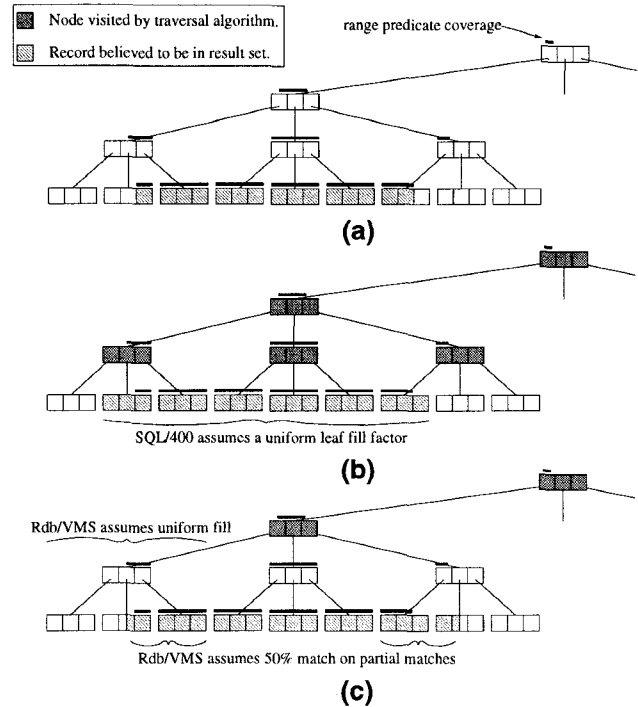 Node visited by traversal algorithm.
Record believed to be in result set.
range predicate coverage
(a)
SQL/400 assumes a uniform leaf fill factor
(b)
Rdb/VMS assumes uniform fill
Rdb/VMS assumes 50% match on partial matches
(c)